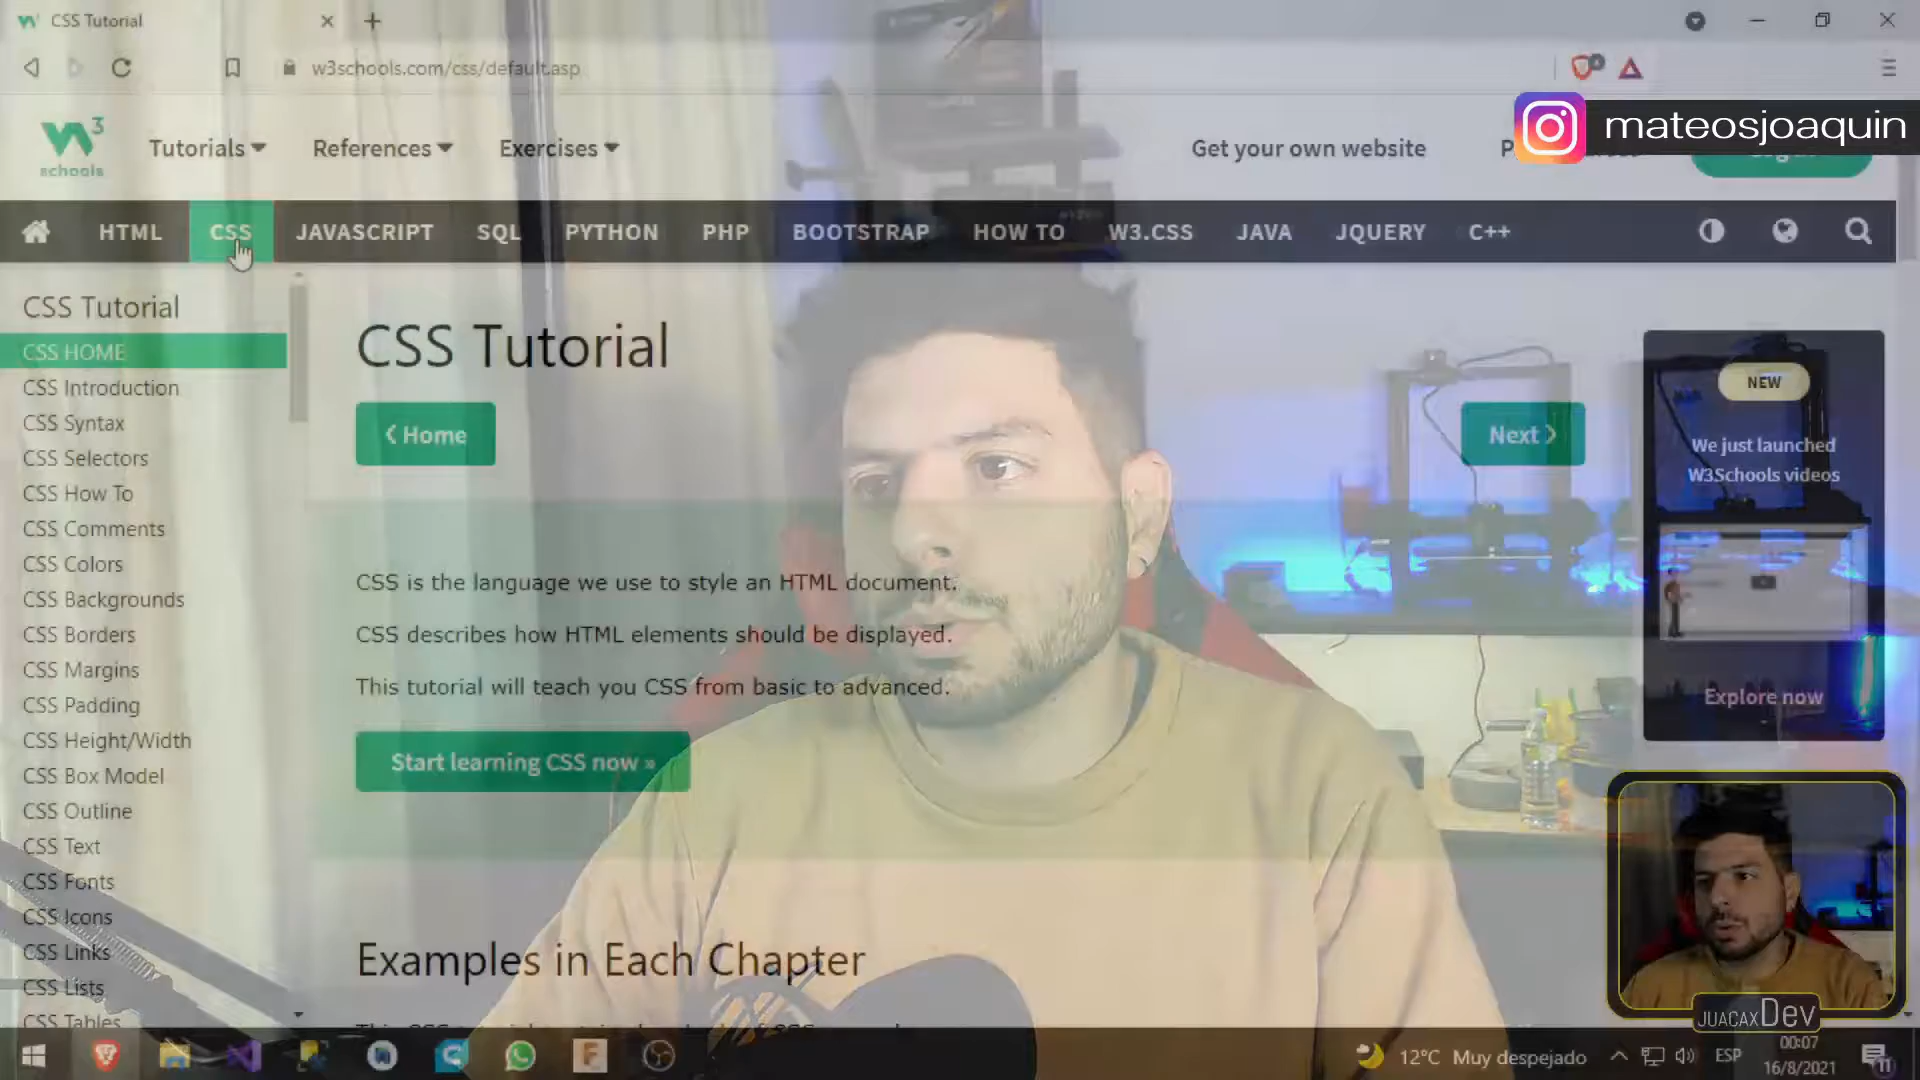 CSS Tutorial
w3schools.com/css/default.asp
mateosjoaquin
3
schools
Tutorials
References
Exercises
Get your own website
HTML
CSS
JAVASCRIPT
SQL
PYTHON
PHP
BOOTSTRAP
HOW TO
W3.CSS
JAVA
JQUERY
C++
CSS Tutorial
CSS HOME
CSS Introduction
CSS Syntax
CSS Selectors
CSS How To
CSS Comments
CSS Colors
CSS Backgrounds
CSS Borders
CSS Margins
CSS Padding
CSS Height/Width
CSS Box Model
CSS Outline
CSS Text
CSS Fonts
CSS Icons
CSS Links
CSS Lists
CSS Tables
CSS Tutorial
❮ Home
Next ❯
CSS is the language we use to style an HTML document.
CSS describes how HTML elements should be displayed.
This tutorial will teach you CSS from basic to advanced.
Start learning CSS now »
Examples in Each Chapter
NEW
We just launched
W3Schools videos
Explore now
JUACAXDev
12°C Muy despejado
ESP
00:07
16/8/2021
11